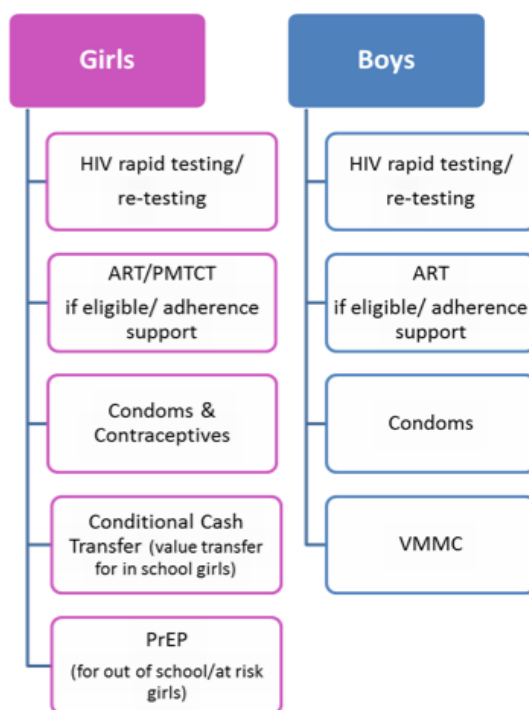 Girls
HIV rapid testing/
re-testing
ART/PMTCT
if eligible/ adherence
support
Condoms &
Contraceptives
Conditional Cash
Transfer (value transfer
for in school girls)
PrEP
(for out of school/at risk
girls)
Boys
HIV rapid testing/
re-testing
ART
if eligible/ adherence
support
Condoms
VMMC